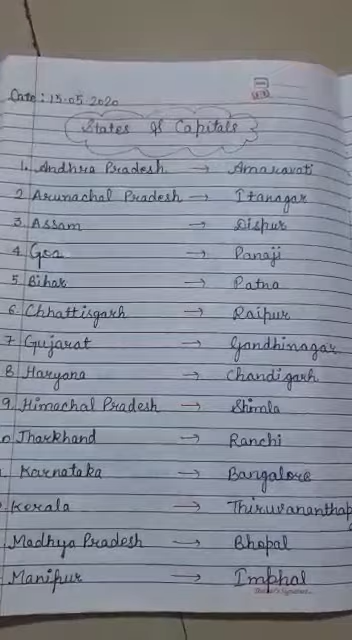 Date: 15-05-2020
States Of Capitals
1. Andhra Pradesh → Amaravati
2 Arunachal Pradesh → Itanagar
3. Assam → Dispur
4. Goa → Panaji
5. Bihar → Patna
6. Chhattisgarh → Raipur
7 Gujarat → Gandhinagar
8 Haryana → Chandigarh
9. Himachal Pradesh → Shimla
0 Jharkhand → Ranchi
Karnataka → Bangalore
Kerala → Thiruvananthap
Madhya Pradesh → Bhopal
Manipur → Imphal